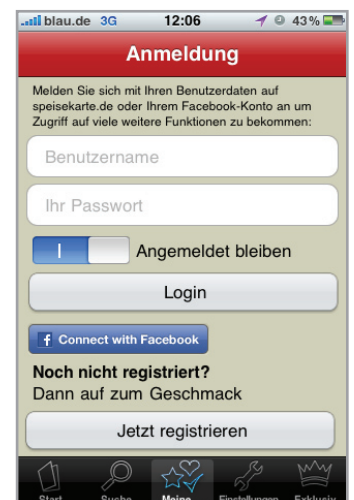 blau.de 3G 12:06 43 %
Anmeldung
Melden Sie sich mit Ihren Benutzerdaten auf
speisekarte.de oder Ihrem Facebook-Konto an um
Zugriff auf viele weitere Funktionen zu bekommen:
Benutzername
Ihr Passwort
Angemeldet bleiben
Login
f Connect with Facebook
Noch nicht registriert?
Dann auf zum Geschmack
Jetzt registrieren
Start Suche Meine Einstellungen Exklusiv